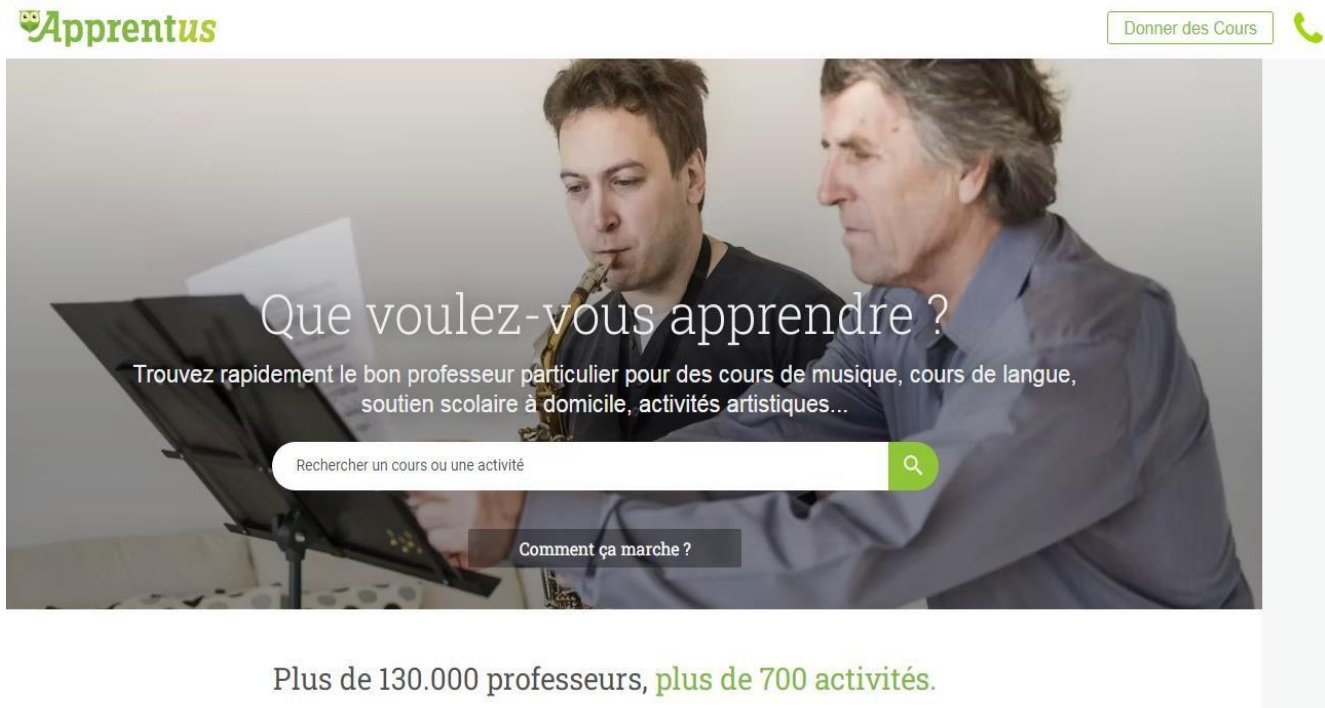 Apprentus
Donner des Cours
Que voulez-vous apprendre ?
Trouvez rapidement le bon professeur particulier pour des cours de musique, cours de langue,
soutien scolaire à domicile, activités artistiques...
Rechercher un cours ou une activité
Comment ça marche ?
Plus de 130.000 professeurs, plus de 700 activités.